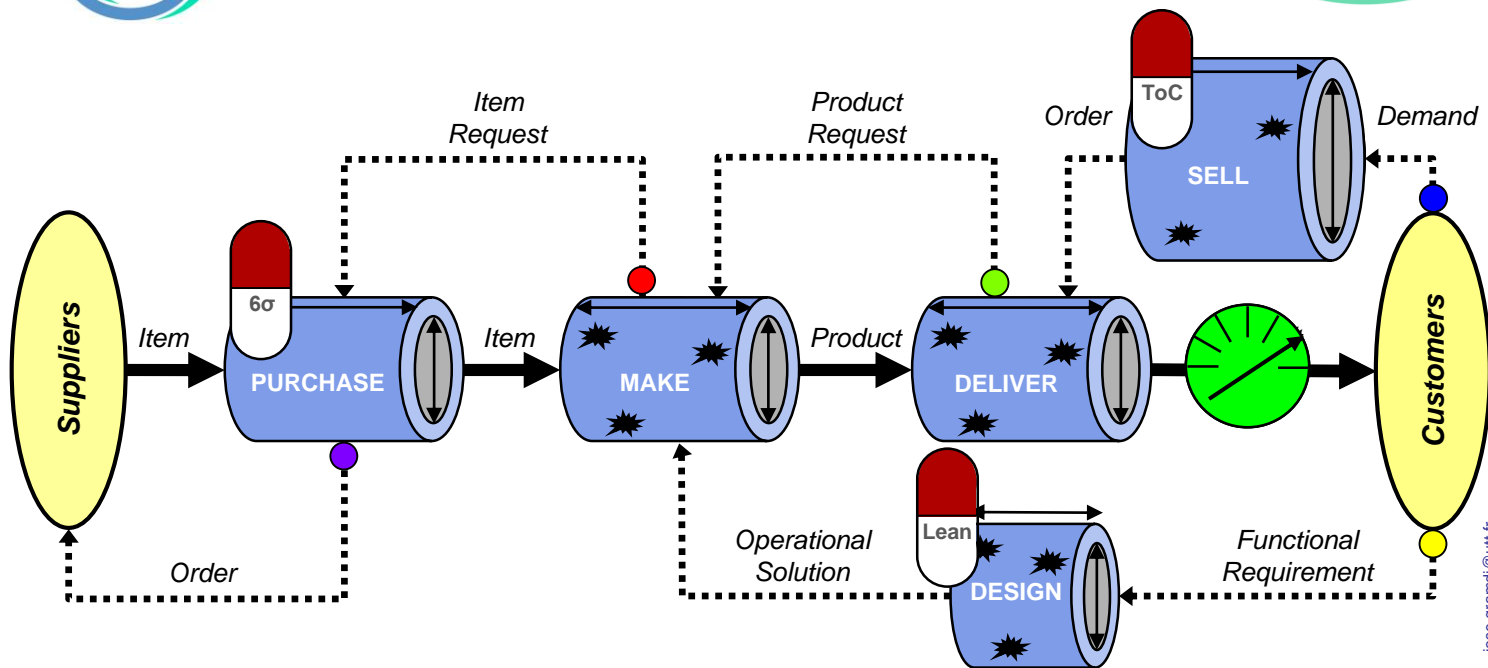 ToC
Item
Request
Product
Request
Order
Demand
SELL
6σ
Suppliers
Item
PURCHASE
Item
MAKE
Product
DELIVER
Customers
Lean
Order
Operational
Solution
DESIGN
Functional
Requirement